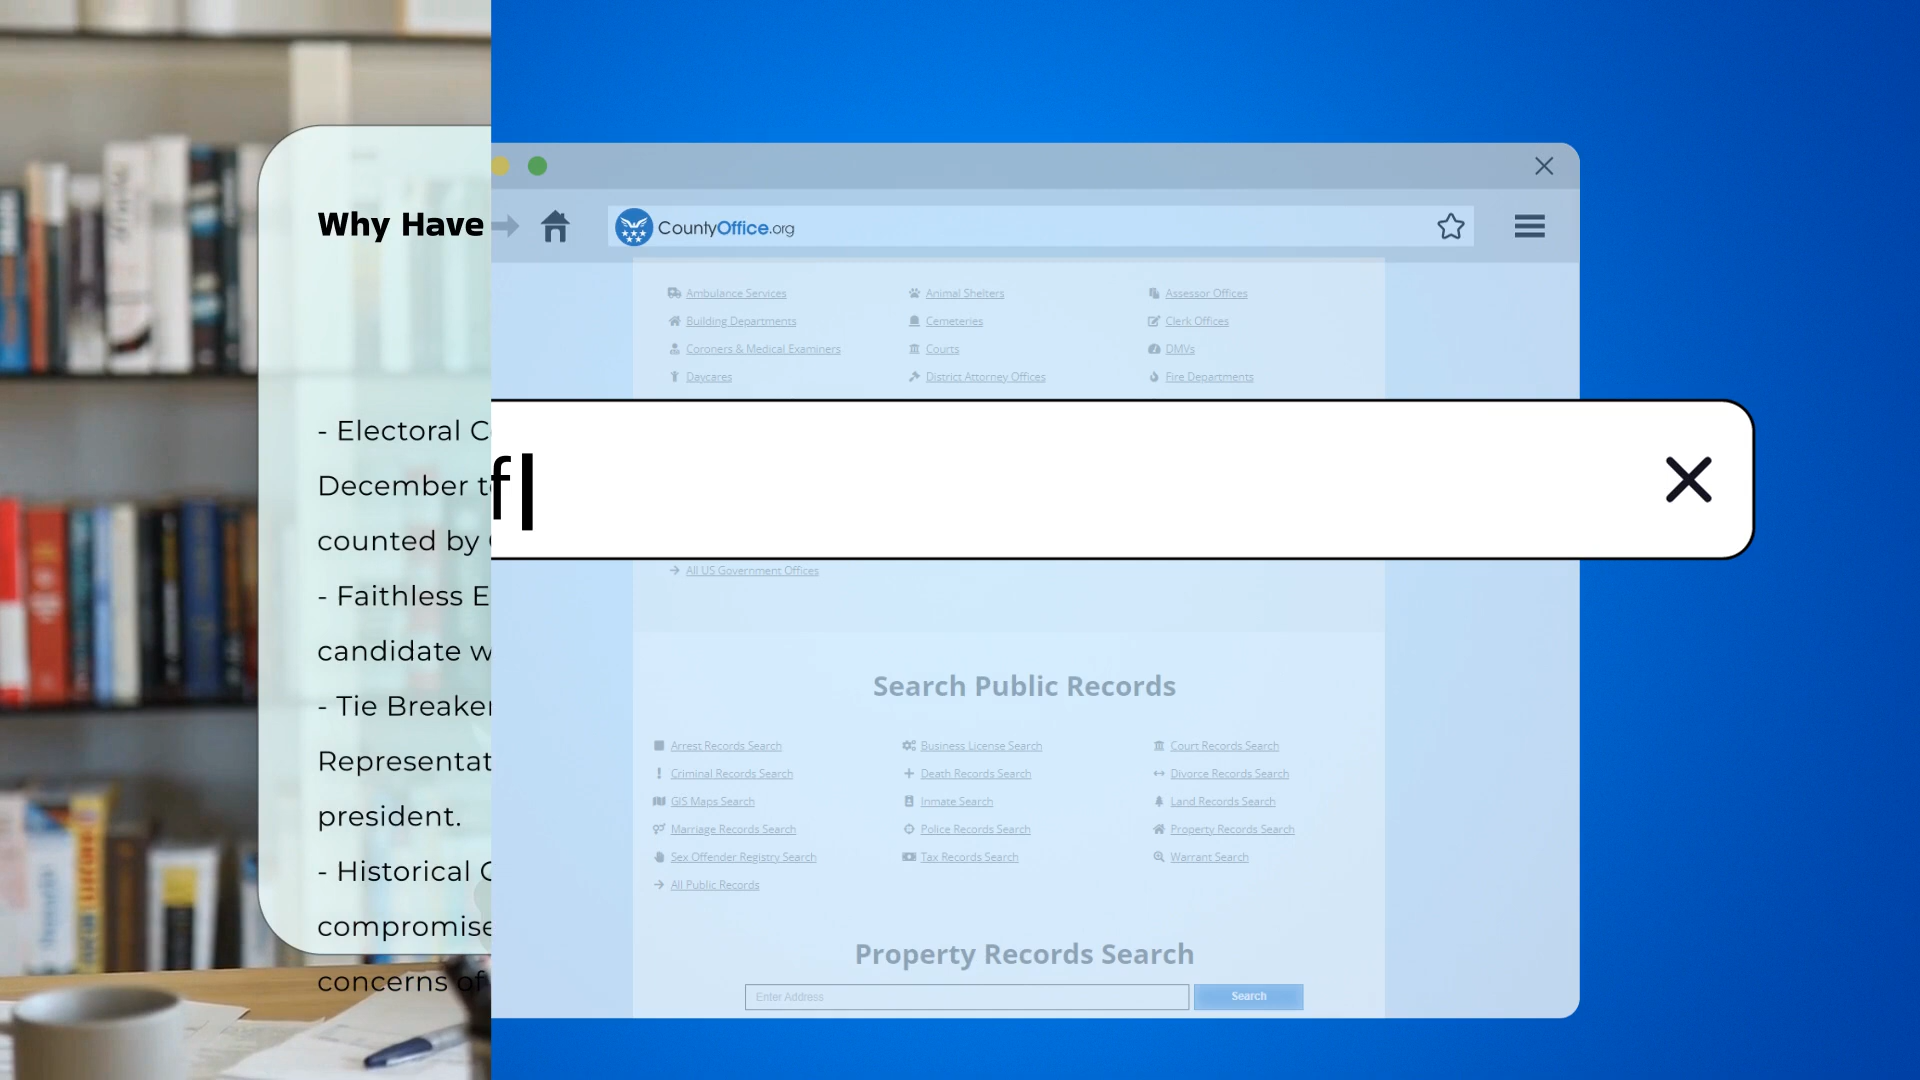 Why Have
- Electoral C
December t
counted by
- Faithless E
candidate w
- Tie Breaker
Representat
president.
- Historical C
compromise
concerns of
CountyOffice.org
Ambulance Services
Animal Shelters
Assessor Offices
Building Departments
Cemeteries
Clerk Offices
Coroners & Medical Examiners
Courts
DMVs
Daycares
District Attorney Offices
Fire Departments
f
All US Government Offices
Search Public Records
Arrest Records Search
Business License Search
Court Records Search
Criminal Records Search
Death Records Search
Divorce Records Search
GIS Maps Search
Inmate Search
Land Records Search
Marriage Records Search
Police Records Search
Property Records Search
Sex Offender Registry Search
Tax Records Search
Warrant Search
All Public Records
Property Records Search
Enter Address
Search